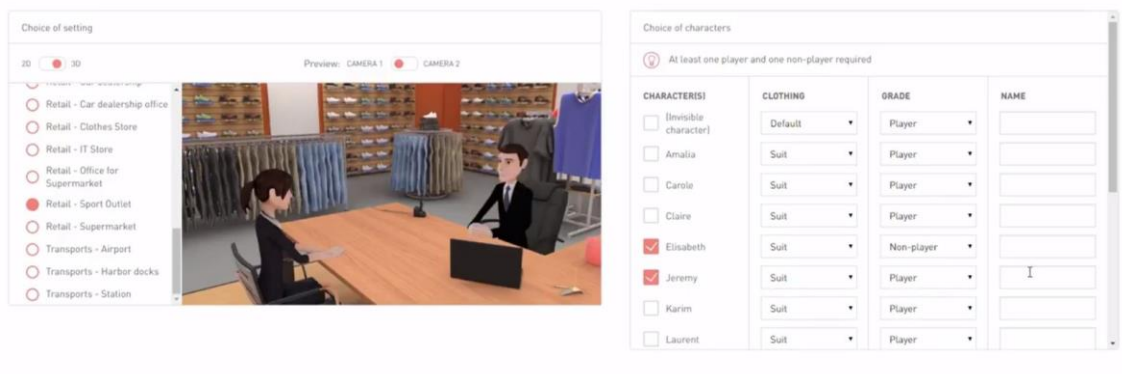 Choice of setting
2D 3D Preview: CAMERA 1 CAMERA 2
Retail - Car dealership
Retail - Car dealership office
Retail - Clothes Store
Retail - IT Store
Retail - Office for
Supermarket
Retail - Sport Outlet
Retail - Supermarket
Transports - Airport
Transports - Harbor docks
Transports - Station
Choice of characters
At least one player and one non-player required
CHARACTER(S) CLOTHING GRADE NAME
(Invisible
character) Default Player
Amalia Suit Player
Carole Suit Player
Claire Suit Player
Elisabeth Suit Non-player
Jeremy Suit Player
Karim Suit Player
Laurent Suit Player